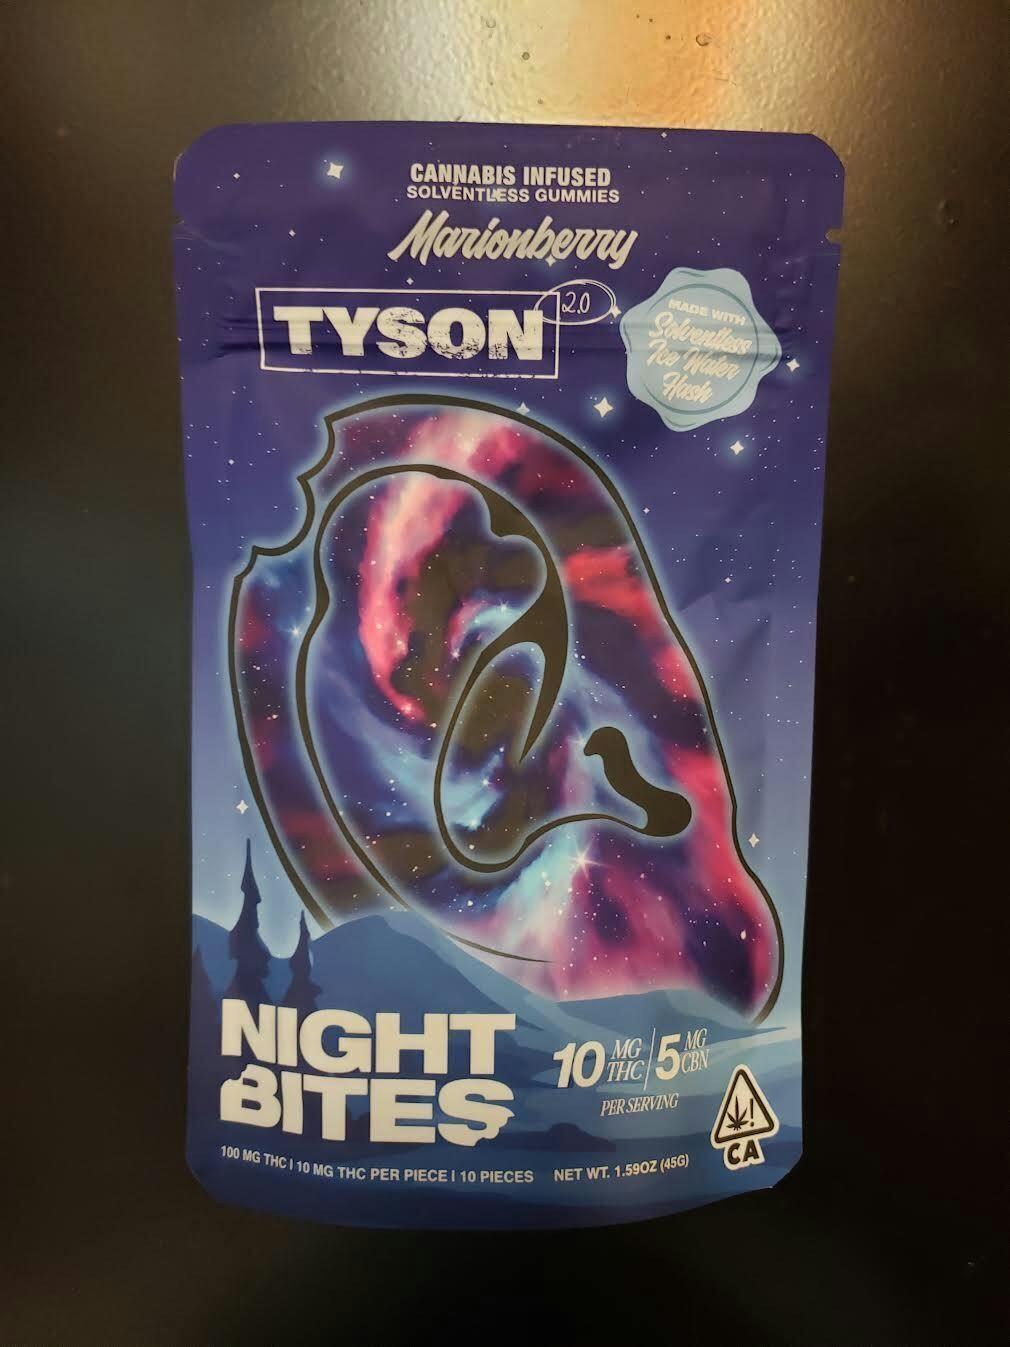 CANNABIS INFUSED
SOLVENTLESS GUMMIES
Marionberry
TYSON 2.0
MADE WITH
Solventless
Ice Water
Hash
NIGHT
BITES
10 MG THC | 5 MG CBN
PER SERVING
CA
100 MG THC | 10 MG THC PER PIECE | 10 PIECES
NET WT. 1.59OZ (45G)